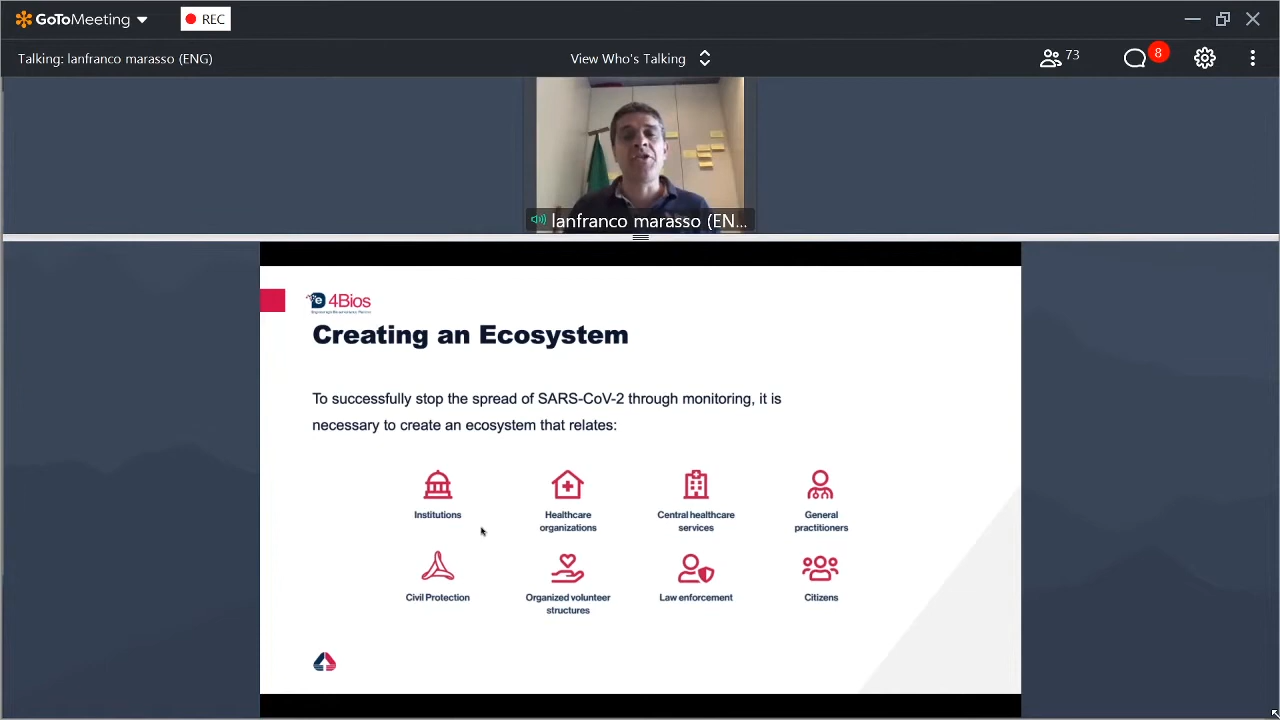 GoToMeeting
REC
Talking: lanfranco marasso (ENG)
View Who's Talking
73
8
lanfranco marasso (EN...
e 4Bios
Creating an Ecosystem
To successfully stop the spread of SARS-CoV-2 through monitoring, it is
necessary to create an ecosystem that relates:
Institutions
Healthcare
organizations
Central healthcare
services
General
practitioners
Civil Protection
Organized volunteer
structures
Law enforcement
Citizens